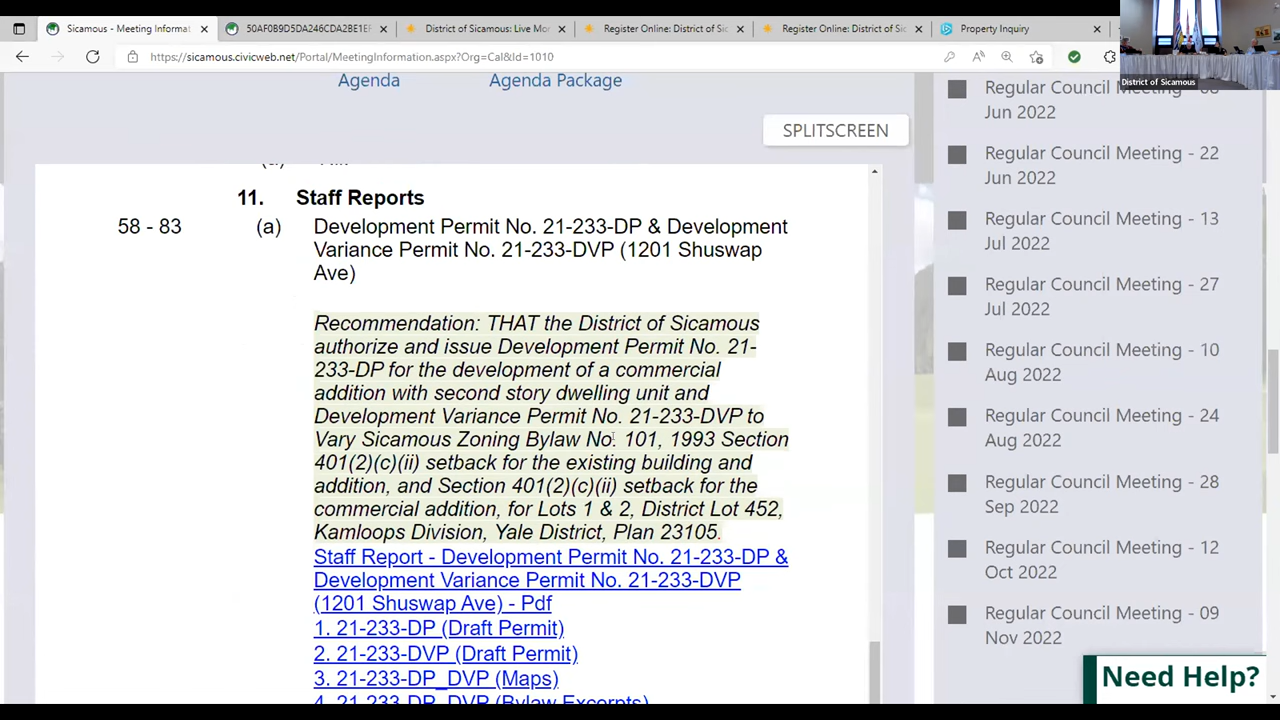 Sicamous - Meeting Informat
50AF0B9D5DA246CDA2BE1EF
District of Sicamous: Live Mo
Register Online: District of Sic
Register Online: District of Sic
Property Inquiry
https://sicamous.civicweb.net/Portal/MeetingInformation.aspx?Org=Cal&Id=1010
District of Sicamous
Agenda
Agenda Package
SPLITSCREEN
11. Staff Reports
58 - 83 (a) Development Permit No. 21-233-DP & Development
Variance Permit No. 21-233-DVP (1201 Shuswap
Ave)
Recommendation: THAT the District of Sicamous
authorize and issue Development Permit No. 21-
233-DP for the development of a commercial
addition with second story dwelling unit and
Development Variance Permit No. 21-233-DVP to
Vary Sicamous Zoning Bylaw No. 101, 1993 Section
401(2)(c)(ii) setback for the existing building and
addition, and Section 401(2)(c)(ii) setback for the
commercial addition, for Lots 1 & 2, District Lot 452,
Kamloops Division, Yale District, Plan 23105.
Staff Report - Development Permit No. 21-233-DP &
Development Variance Permit No. 21-233-DVP
(1201 Shuswap Ave) - Pdf
1. 21-233-DP (Draft Permit)
2. 21-233-DVP (Draft Permit)
3. 21-233-DP_DVP (Maps)
4. 21-233-DP_DVP (Bylaw Excerpts)
Regular Council Meeting - 08
Jun 2022
Regular Council Meeting - 22
Jun 2022
Regular Council Meeting - 13
Jul 2022
Regular Council Meeting - 27
Jul 2022
Regular Council Meeting - 10
Aug 2022
Regular Council Meeting - 24
Aug 2022
Regular Council Meeting - 28
Sep 2022
Regular Council Meeting - 12
Oct 2022
Regular Council Meeting - 09
Nov 2022
Need Help?